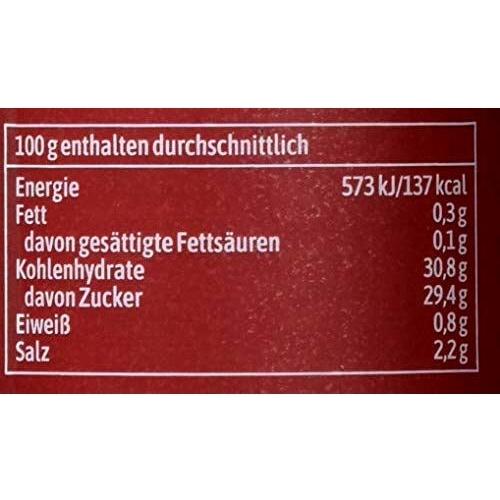 100 g enthalten durchschnittlich
Energie 573 kJ/137 kcal
Fett 0,3 g
davon gesättigte Fettsäuren 0,1 g
Kohlenhydrate 30,8 g
davon Zucker 29,4 g
Eiweiß 0,8 g
Salz 2,2 g